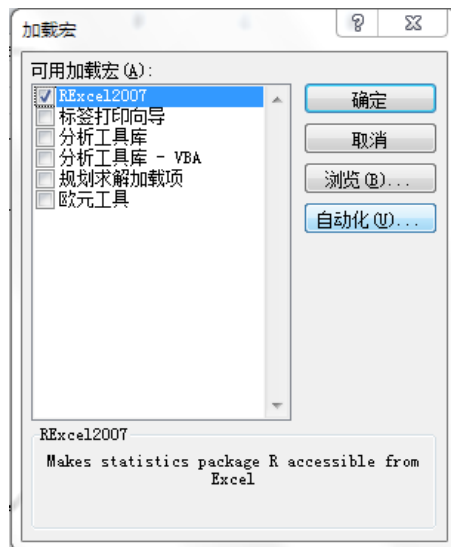 加载宏
可用加载宏(A):
RExcel2007
标签打印向导
分析工具库
分析工具库 - VBA
规划求解加载项
欧元工具
确定
取消
浏览(B)...
自动化(U)...
RExcel2007
Makes statistics package R accessible from
Excel